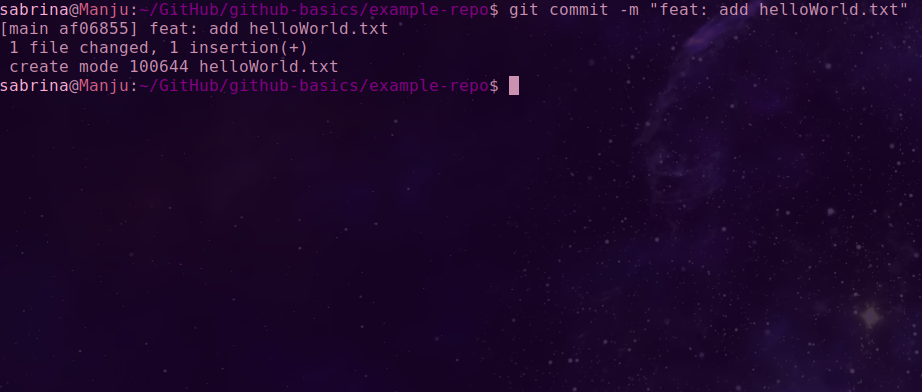 sabrina@Manju:~/GitHub/github-basics/example-repo$ git commit -m "feat: add helloWorld.txt"
[main af06855] feat: add helloWorld.txt
 1 file changed, 1 insertion(+)
 create mode 100644 helloWorld.txt
sabrina@Manju:~/GitHub/github-basics/example-repo$